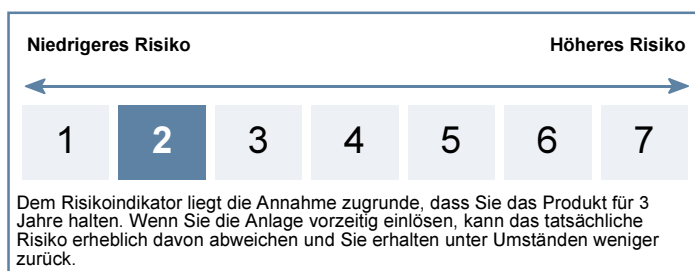 Niedrigeres Risiko Höheres Risiko
1 2 3 4 5 6 7
Dem Risikoindikator liegt die Annahme zugrunde, dass Sie das Produkt für 3
Jahre halten. Wenn Sie die Anlage vorzeitig einlösen, kann das tatsächliche
Risiko erheblich davon abweichen und Sie erhalten unter Umständen weniger
zurück.